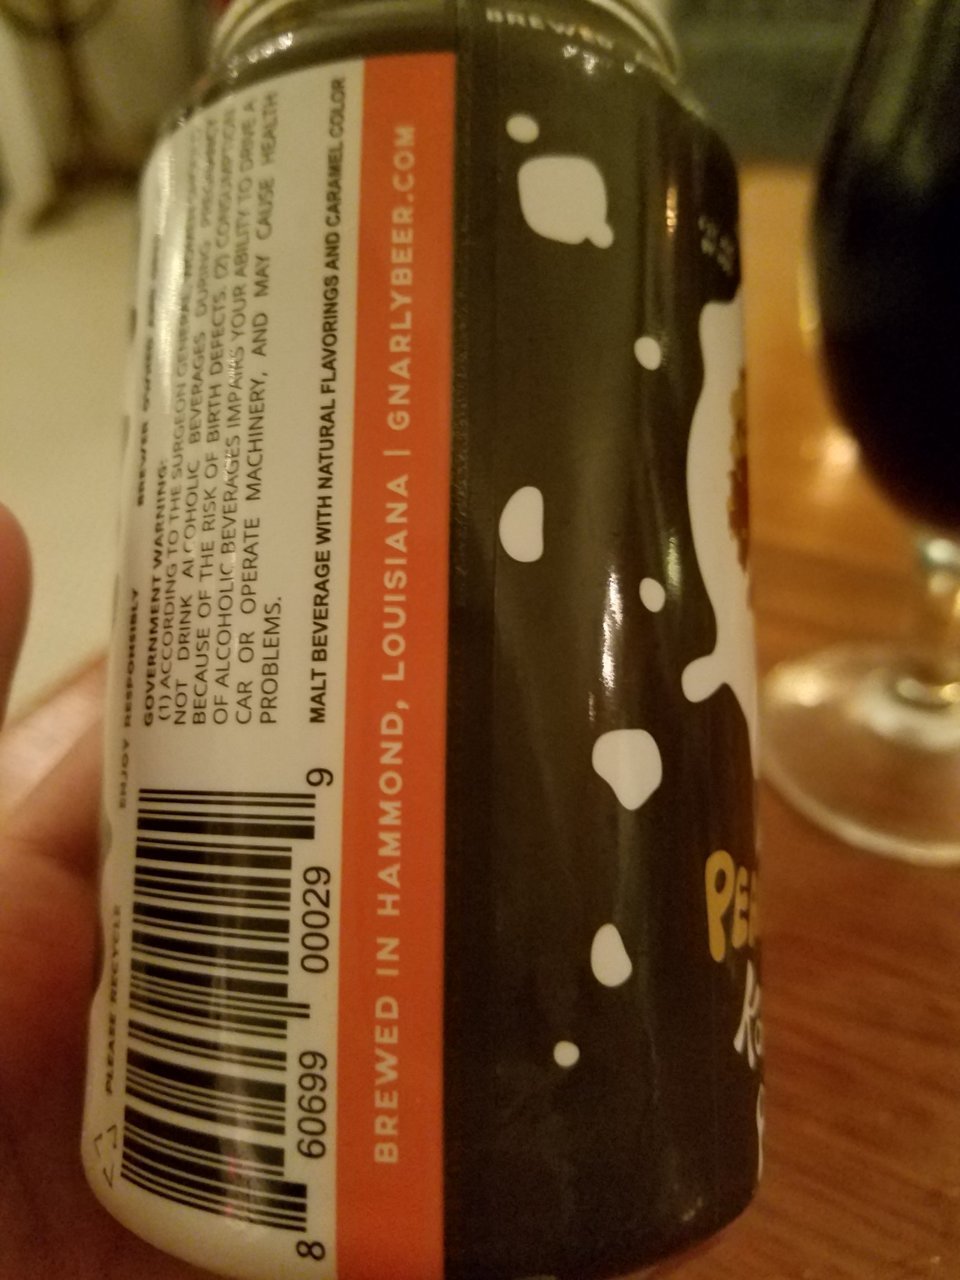 BREWED
ENJOY RESPONSIBLY
PLEASE RECYCLE
GOVERNMENT WARNING:
(1) ACCORDING TO THE SURGEON GENERAL,
NOT DRINK ALCOHOLIC BEVERAGES DURING PREGNANCY
BECAUSE OF THE RISK OF BIRTH DEFECTS. (2) CONSUMPTION
OF ALCOHOLIC BEVERAGES IMPAIRS YOUR ABILITY TO DRIVE A
CAR OR OPERATE MACHINERY, AND MAY CAUSE HEALTH
PROBLEMS.
MALT BEVERAGE WITH NATURAL FLAVORINGS AND CARAMEL COLOR
8 60699 00029 9
BREWED IN HAMMOND, LOUISIANA | GNARLYBEER.COM